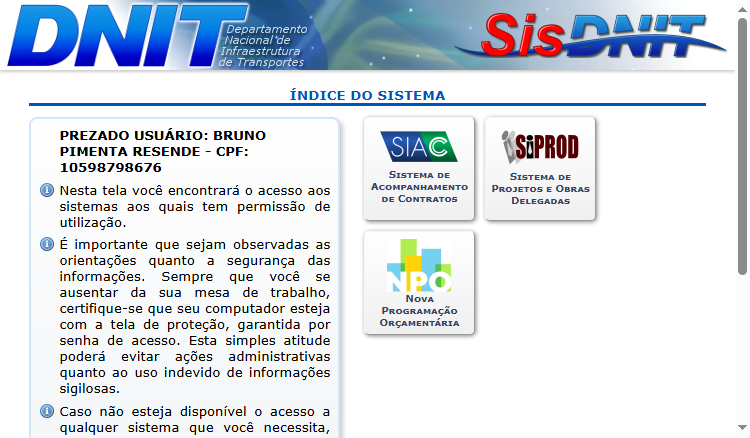 DNIT
Departamento
Nacional de
Infraestrutura
de Transportes
SisDNIT
ÍNDICE DO SISTEMA
PREZADO USUÁRIO: BRUNO
PIMENTA RESENDE - CPF:
10598798676
Nesta tela você encontrará o acesso aos
sistemas aos quais tem permissão de
utilização.
É importante que sejam observadas as
orientações quanto a segurança das
informações. Sempre que você se
ausentar da sua mesa de trabalho,
certifique-se que seu computador esteja
com a tela de proteção, garantida por
senha de acesso. Esta simples atitude
poderá evitar ações administrativas
quanto ao uso indevido de informações
sigilosas.
Caso não esteja disponível o acesso a
qualquer sistema que você necessita,
SIAC
SISTEMA DE
ACOMPANHAMENTO
DE CONTRATOS
SiPROD
SISTEMA DE
PROJETOS E OBRAS
DELEGADAS
NPO
NOVA
PROGRAMAÇÃO
ORÇAMENTÁRIA